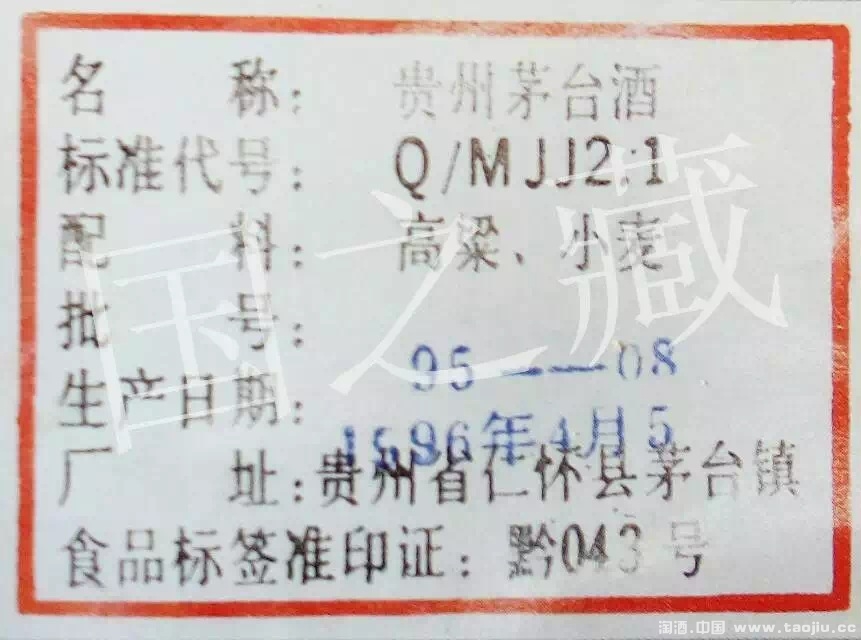 名 称: 贵州茅台酒
标准代号: Q/MJJ2.1
配 料: 高粱、小麦
批 号: 95——08
生产日期: 1996年4月5
厂 址: 贵州省仁怀县茅台镇
食品标签准印证: 黔043号
国之藏
淘酒.中国 www.taojiu.cc